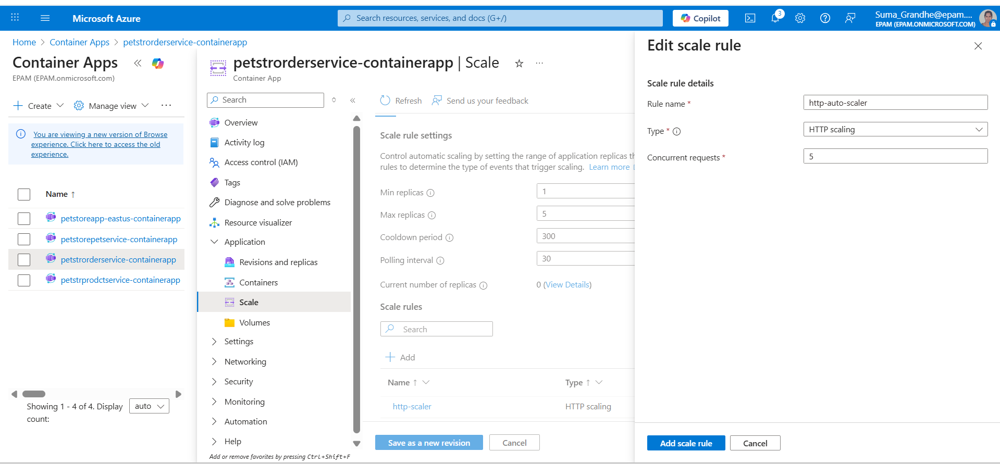 Microsoft Azure
Search resources, services, and docs (G+/)
Copilot
3
Suma_Grandhe@epam....
EPAM (EPAM.ONMICROSOFT.COM)
Home > Container Apps > petstrorderservice-containerapp
Container Apps
EPAM (EPAM.onmicrosoft.com)
Create
Manage view
You are viewing a new version of Browse
experience. Click here to access the old
experience.
Name ↑
petstoreapp-eastus-containerapp
petstorepetservice-containerapp
petstrorderservice-containerapp
petstrprodctservice-containerapp
Showing 1 - 4 of 4. Display
count:
auto
petstrorderservice-containerapp | Scale
Container App
Search
Overview
Activity log
Access control (IAM)
Tags
Diagnose and solve problems
Resource visualizer
Application
Revisions and replicas
Containers
Scale
Volumes
Settings
Networking
Security
Monitoring
Automation
Help
Add or remove favorites by pressing Ctrl+Shift+F
Refresh
Send us your feedback
Scale rule settings
Control automatic scaling by setting the range of application replicas
rules to determine the type of events that trigger scaling. Learn more
Min replicas
1
Max replicas
5
Cooldown period
300
Polling interval
30
Current number of replicas
0 (View Details)
Scale rules
Search
Add
Name ↑
Type ↑
http-scaler
HTTP scaling
Save as a new revision
Cancel
Edit scale rule
Scale rule details
Rule name *
http-auto-scaler
Type *
HTTP scaling
Concurrent requests *
5
Add scale rule
Cancel